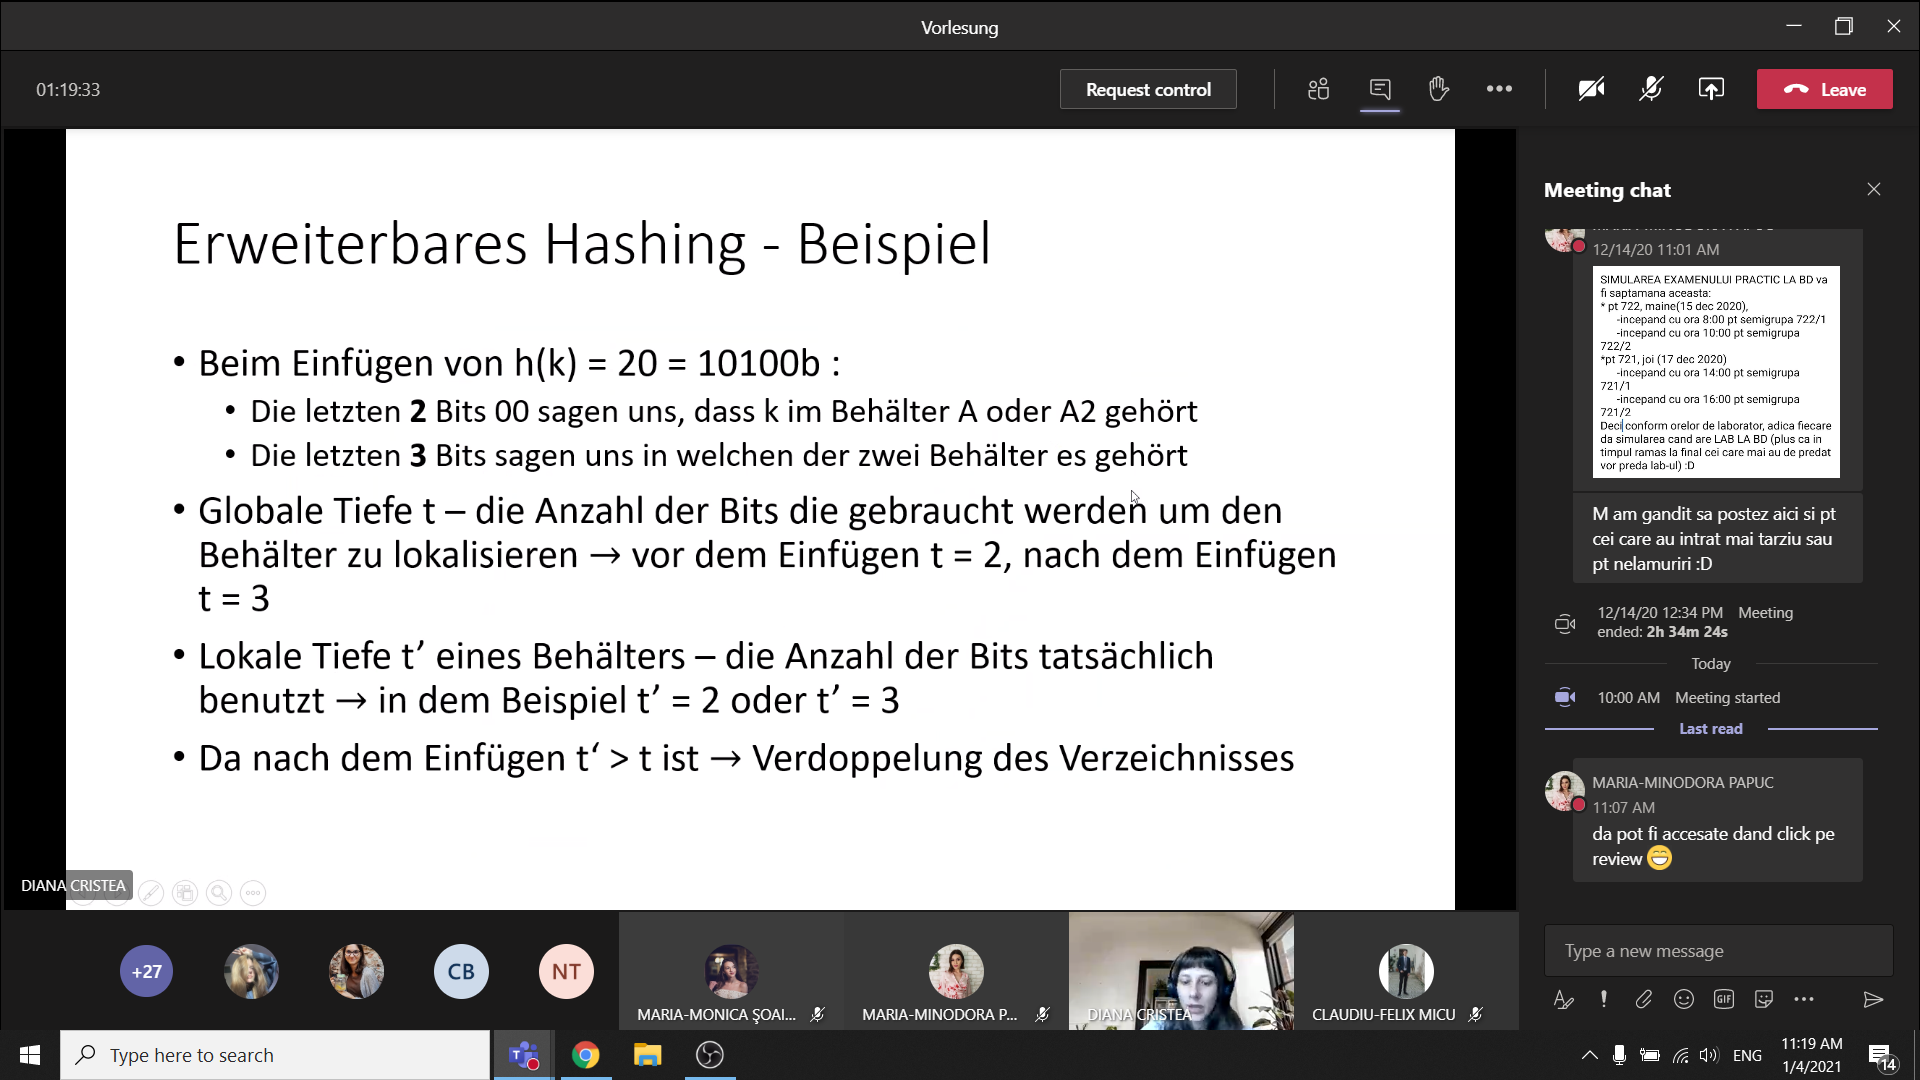 Vorlesung
01:19:33
Request control
Leave
Erweiterbares Hashing - Beispiel
• Beim Einfügen von h(k) = 20 = 10100b :
• Die letzten 2 Bits 00 sagen uns, dass k im Behälter A oder A2 gehört
• Die letzten 3 Bits sagen uns in welchen der zwei Behälter es gehört
• Globale Tiefe t – die Anzahl der Bits die gebraucht werden um den
Behälter zu lokalisieren → vor dem Einfügen t = 2, nach dem Einfügen
t = 3
• Lokale Tiefe t’ eines Behälters – die Anzahl der Bits tatsächlich
benutzt → in dem Beispiel t’ = 2 oder t’ = 3
• Da nach dem Einfügen t‘ > t ist → Verdoppelung des Verzeichnisses
DIANA CRISTEA
Meeting chat
12/14/20 11:01 AM
SIMULAREA EXAMENULUI PRACTIC LA BD va
fi saptamana aceasta:
* pt 722, maine(15 dec 2020),
-incepand cu ora 8:00 pt semigrupa 722/1
-incepand cu ora 10:00 pt semigrupa
722/2
*pt 721, joi (17 dec 2020)
-incepand cu ora 14:00 pt semigrupa
721/1
-incepand cu ora 16:00 pt semigrupa
721/2
Deci conform orelor de laborator, adica fiecare
da simularea cand are LAB LA BD (plus ca in
timpul ramas la final cei care mai au de predat
vor preda lab-ul) :D
M am gandit sa postez aici si pt
cei care au intrat mai tarziu sau
pt nelamuriri :D
12/14/20 12:34 PM Meeting
ended: 2h 34m 24s
Today
10:00 AM Meeting started
Last read
MARIA-MINODORA PAPUC
11:07 AM
da pot fi accesate dand click pe
review
Type a new message
GIF
+27
CB
NT
MARIA-MONICA ŞOAI...
MARIA-MINODORA P...
DIANA CRISTEA
CLAUDIU-FELIX MICU
Type here to search
ENG
11:19 AM
1/4/2021
14